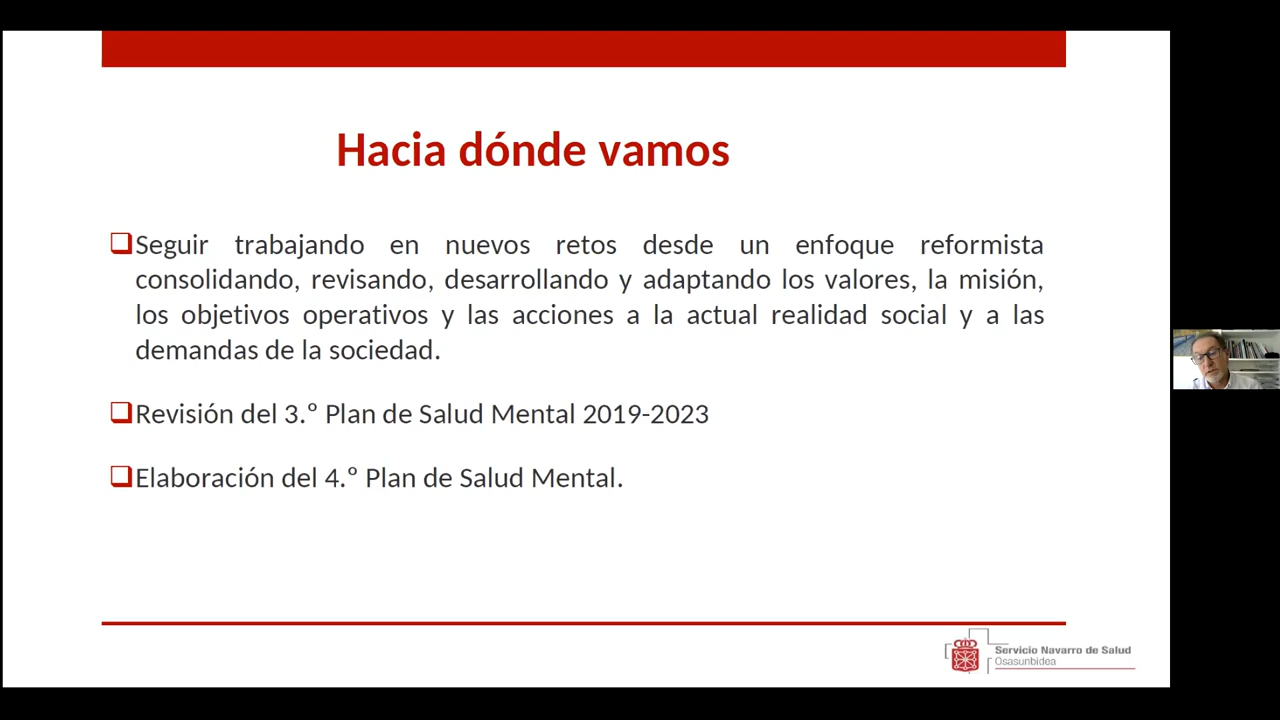 Hacia dónde vamos
Seguir trabajando en nuevos retos desde un enfoque reformista
consolidando, revisando, desarrollando y adaptando los valores, la misión,
los objetivos operativos y las acciones a la actual realidad social y a las
demandas de la sociedad.
Revisión del 3.º Plan de Salud Mental 2019-2023
Elaboración del 4.º Plan de Salud Mental.
Servicio Navarro de Salud
Osasunbidea